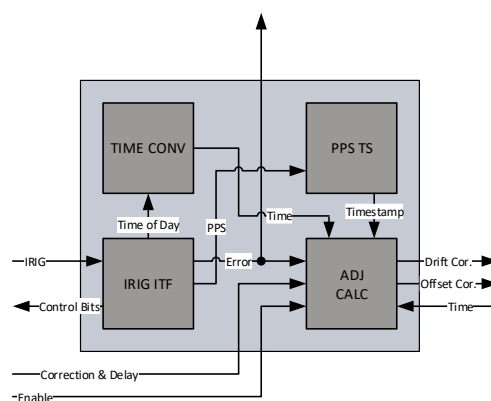 TIME CONV
PPS TS
Time of Day
PPS
Time
Timestamp
IRIG
IRIG ITF
Error
ADJ
CALC
Drift Cor.
Offset Cor.
Control Bits
Time
Correction & Delay
Enable